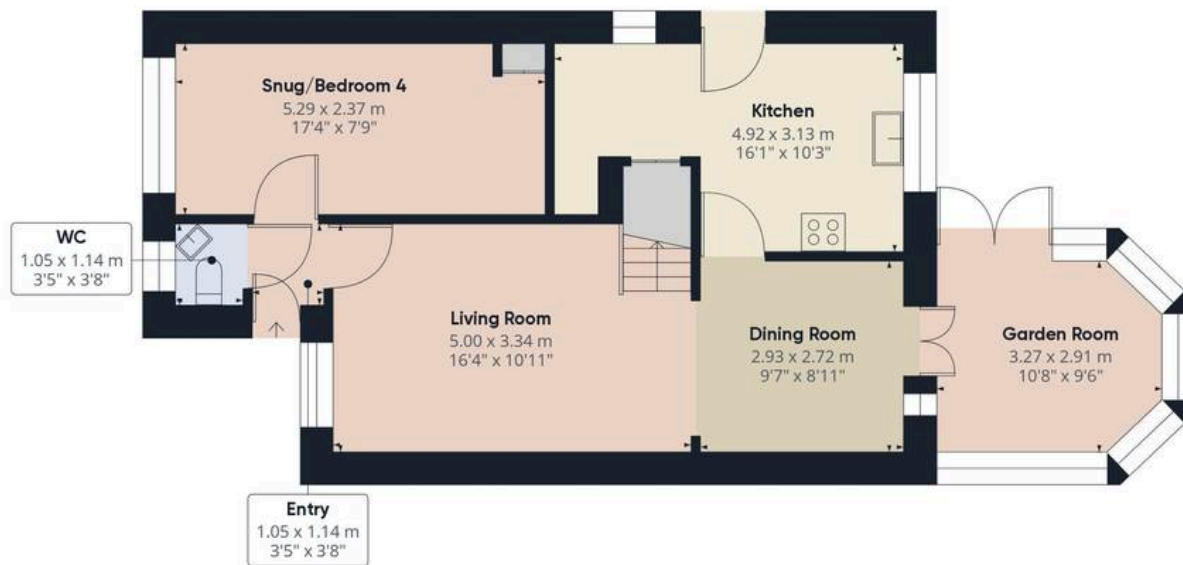 Snug/Bedroom 4
5.29 x 2.37 m
17'4" x 7'9"
Kitchen
4.92 x 3.13 m
16'1" x 10'3"
WC
1.05 x 1.14 m
3'5" x 3'8"
Living Room
5.00 x 3.34 m
16'4" x 10'11"
Dining Room
2.93 x 2.72 m
9'7" x 8'11"
Garden Room
3.27 x 2.91 m
10'8" x 9'6"
Entry
1.05 x 1.14 m
3'5" x 3'8"